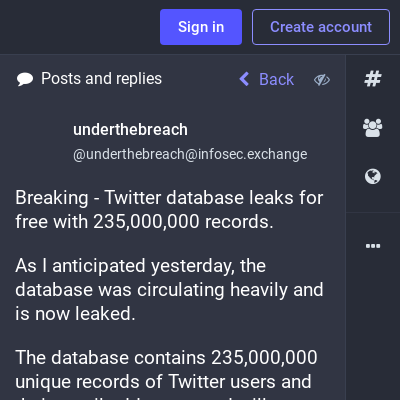 Sign in Create account
Posts and replies Back
underthebreach
@underthebreach@infosec.exchange
Breaking - Twitter database leaks for
free with 235,000,000 records.
As I anticipated yesterday, the
database was circulating heavily and
is now leaked.
The database contains 235,000,000
unique records of Twitter users and